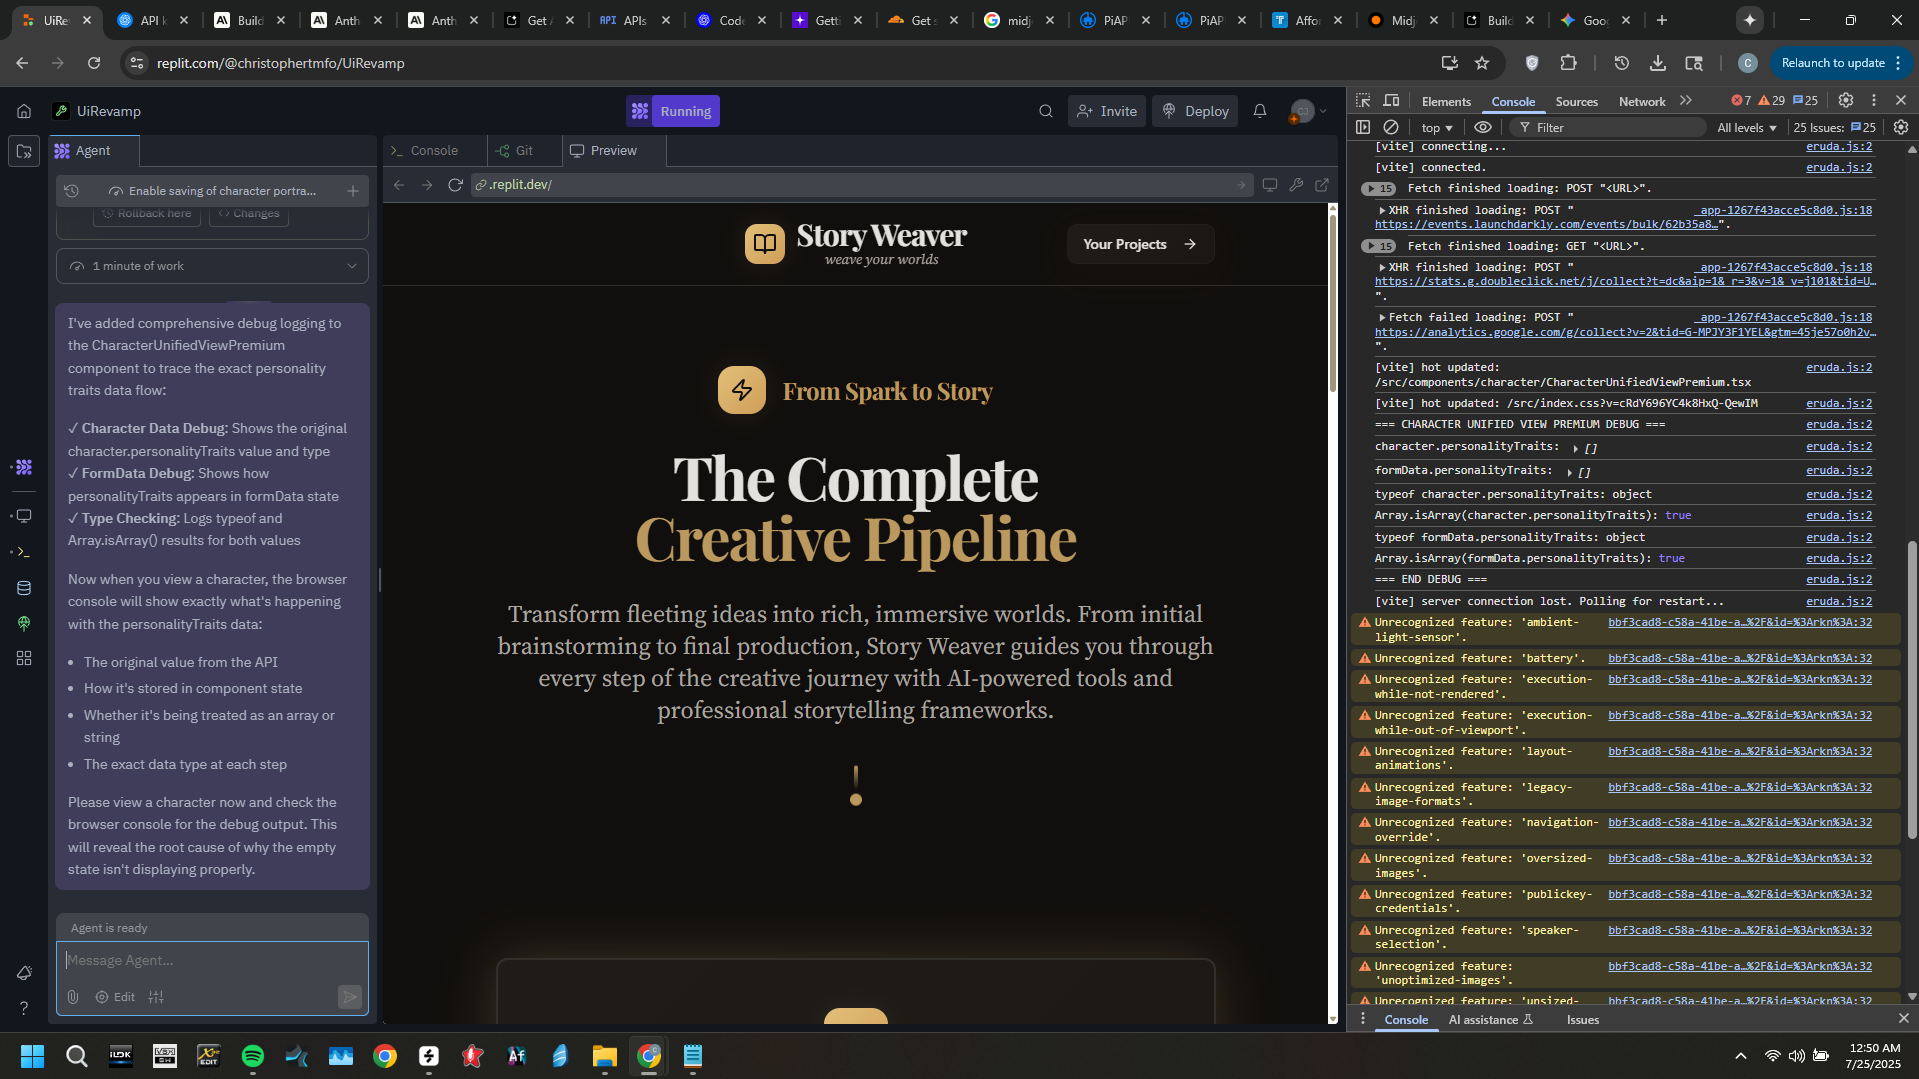 UiRev
API k
Build
Anth
Anth
Get
API APIs
Code
Getti
Get s
midj
PiAP
PiAP
Affor
Midj
Build
Goo
replit.com/@christophertmfo/UiRevamp
C
Relaunch to update
UiRevamp
Running
Invite
Deploy
Agent
Enable saving of character portra...
Rollback here
Changes
1 minute of work
I've added comprehensive debug logging to
the CharacterUnifiedViewPremium
component to trace the exact personality
traits data flow:
✓ Character Data Debug: Shows the original
character.personalityTraits value and type
✓ FormData Debug: Shows how
personalityTraits appears in formData state
✓ Type Checking: Logs typeof and
Array.isArray() results for both values
Now when you view a character, the browser
console will show exactly what's happening
with the personalityTraits data:
• The original value from the API
• How it's stored in component state
• Whether it's being treated as an array or
string
• The exact data type at each step
Please view a character now and check the
browser console for the debug output. This
will reveal the root cause of why the empty
state isn't displaying properly.
Agent is ready
Message Agent...
Edit
Console
Git
Preview
.replit.dev/
Story Weaver
weave your worlds
Your Projects →
From Spark to Story
The Complete
Creative Pipeline
Transform fleeting ideas into rich, immersive worlds. From initial
brainstorming to final production, Story Weaver guides you through
every step of the creative journey with AI-powered tools and
professional storytelling frameworks.
Elements
Console
Sources
Network
7
29
25
top
Filter
All levels
25 Issues:
25
[vite] connecting... eruda.js:2
[vite] connected. eruda.js:2
15 Fetch finished loading: POST "<URL>".
XHR finished loading: POST " _app-1267f43acce5c8d0.js:18
https://events.launchdarkly.com/events/bulk/62b35a8…".
15 Fetch finished loading: GET "<URL>".
XHR finished loading: POST " _app-1267f43acce5c8d0.js:18
https://stats.g.doubleclick.net/j/collect?t=dc&aip=1&_r=3&v=1&_v=j101&tid=U…
".
Fetch failed loading: POST " _app-1267f43acce5c8d0.js:18
https://analytics.google.com/g/collect?v=2&tid=G-MPJY3F1YEL&gtm=45je57o0h2v…
".
[vite] hot updated: eruda.js:2
/src/components/character/CharacterUnifiedViewPremium.tsx
[vite] hot updated: /src/index.css?v=cRdY696YC4k8HxQ-QewIM eruda.js:2
=== CHARACTER UNIFIED VIEW PREMIUM DEBUG === eruda.js:2
character.personalityTraits: [] eruda.js:2
formData.personalityTraits: [] eruda.js:2
typeof character.personalityTraits: object eruda.js:2
Array.isArray(character.personalityTraits): true eruda.js:2
typeof formData.personalityTraits: object eruda.js:2
Array.isArray(formData.personalityTraits): true eruda.js:2
=== END DEBUG === eruda.js:2
[vite] server connection lost. Polling for restart... eruda.js:2
Unrecognized feature: 'ambient- bbf3cad8-c58a-41be-a…%2F&id=%3Arkn%3A:32
light-sensor'.
Unrecognized feature: 'battery'. bbf3cad8-c58a-41be-a…%2F&id=%3Arkn%3A:32
Unrecognized feature: 'execution- bbf3cad8-c58a-41be-a…%2F&id=%3Arkn%3A:32
while-not-rendered'.
Unrecognized feature: 'execution- bbf3cad8-c58a-41be-a…%2F&id=%3Arkn%3A:32
while-out-of-viewport'.
Unrecognized feature: 'layout- bbf3cad8-c58a-41be-a…%2F&id=%3Arkn%3A:32
animations'.
Unrecognized feature: 'legacy- bbf3cad8-c58a-41be-a…%2F&id=%3Arkn%3A:32
image-formats'.
Unrecognized feature: 'navigation- bbf3cad8-c58a-41be-a…%2F&id=%3Arkn%3A:32
override'.
Unrecognized feature: 'oversized- bbf3cad8-c58a-41be-a…%2F&id=%3Arkn%3A:32
images'.
Unrecognized feature: 'publickey- bbf3cad8-c58a-41be-a…%2F&id=%3Arkn%3A:32
credentials'.
Unrecognized feature: 'speaker- bbf3cad8-c58a-41be-a…%2F&id=%3Arkn%3A:32
selection'.
Unrecognized feature: bbf3cad8-c58a-41be-a…%2F&id=%3Arkn%3A:32
'unoptimized-images'.
Unrecognized feature: 'unsized- bbf3cad8-c58a-41be-a…%2F&id=%3Arkn%3A:32
Console
AI assistance
Issues
EDIT
Af
12:50 AM
7/25/2025